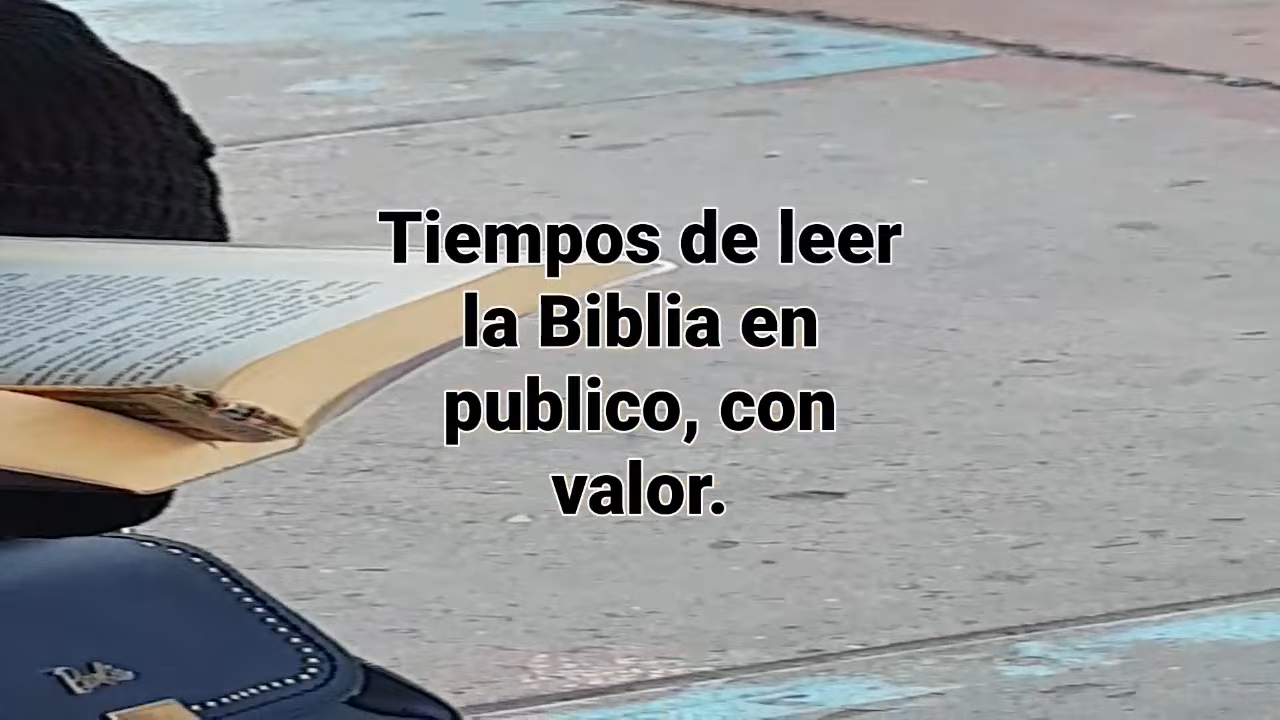 Tiempos de leer
la Biblia en
publico, con
valor.